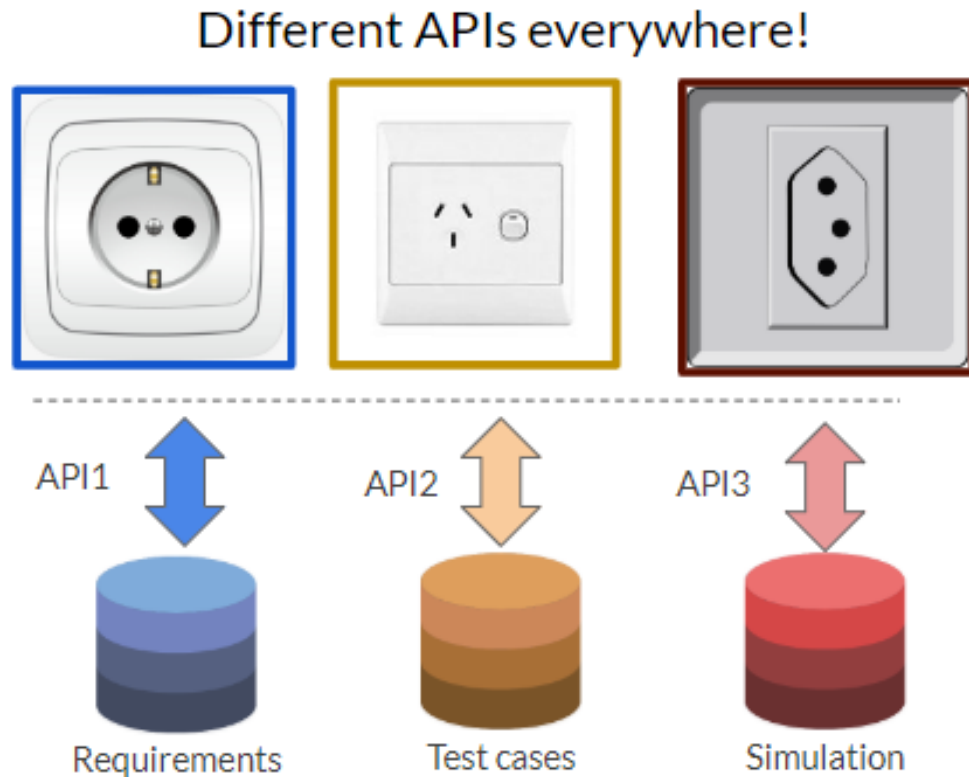 Different APIs everywhere!
API1
API2
API3
Requirements
Test cases
Simulation